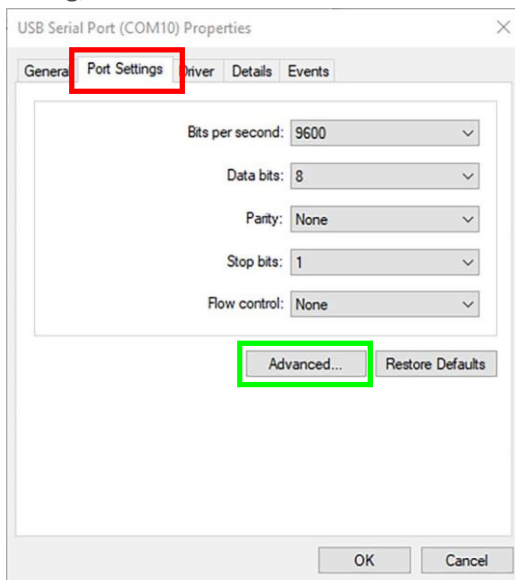 USB Serial Port (COM10) Properties
General Port Settings Driver Details Events
Bits per second: 9600
Data bits: 8
Parity: None
Stop bits: 1
Flow control: None
Advanced... Restore Defaults
OK Cancel